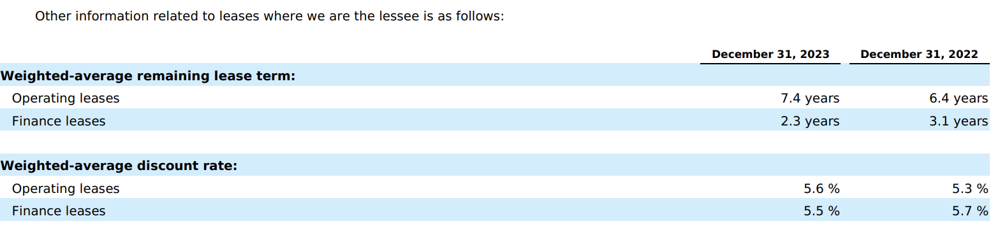 Other information related to leases where we are the lessee is as follows:
December 31, 2023 December 31, 2022
Weighted-average remaining lease term:
Operating leases 7.4 years 6.4 years
Finance leases 2.3 years 3.1 years
Weighted-average discount rate:
Operating leases 5.6 % 5.3 %
Finance leases 5.5 % 5.7 %